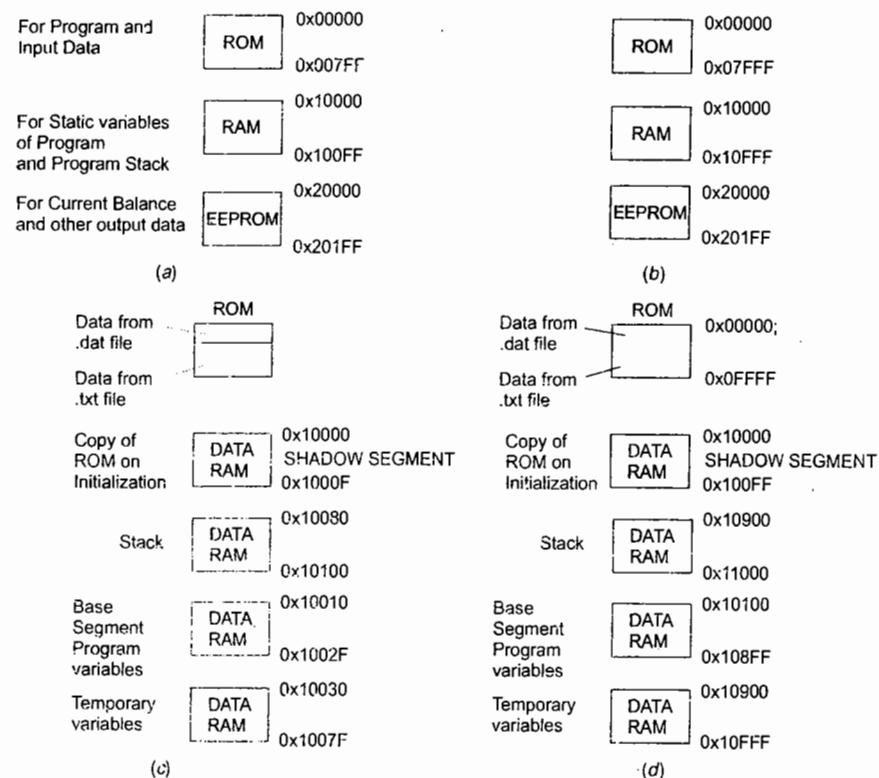 For Program and
Input Data
ROM
0x00000
0x007FF
For Static variables
of Program
and Program Stack
RAM
0x10000
0x100FF
For Current Balance
and other output data
EEPROM
0x20000
0x201FF
(a)
ROM
0x00000
0x07FFF
RAM
0x10000
0x10FFF
EEPROM
0x20000
0x201FF
(b)
ROM
Data from
.dat file
Data from
.txt file
Copy of
ROM on
Initialization
DATA
RAM
0x10000
SHADOW SEGMENT
0x1000F
Stack
DATA
RAM
0x10080
0x10100
Base
Segment
Program
variables
DATA
RAM
0x10010
0x1002F
Temporary
variables
DATA
RAM
0x10030
0x1007F
(c)
ROM
Data from
.dat file
Data from
.txt file
0x00000;
0x0FFFF
Copy of
ROM on
Initialization
DATA
RAM
0x10000
SHADOW SEGMENT
0x100FF
Stack
DATA
RAM
0x10900
0x11000
Base
Segment
Program
variables
DATA
RAM
0x10100
0x108FF
Temporary
variables
DATA
RAM
0x10900
0x10FFF
(d)